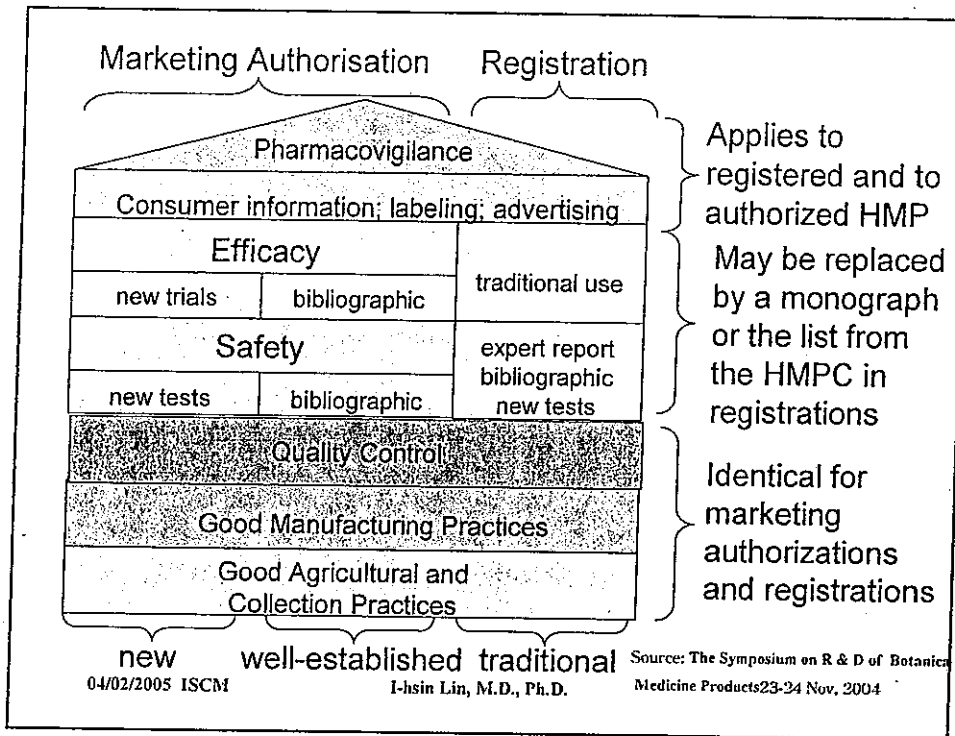 Marketing Authorisation Registration
Pharmacovigilance
Consumer information; labeling; advertising
Efficacy
new trials bibliographic
traditional use
Safety
new tests bibliographic
expert report
bibliographic
new tests
Quality Control
Good Manufacturing Practices
Good Agricultural and
Collection Practices
Applies to
registered and to
authorized HMP
May be replaced
by a monograph
or the list from
the HMPC in
registrations
Identical for
marketing
authorizations
and registrations
new well-established traditional
Source: The Symposium on R & D of Botanica
04/02/2005 ISCM I-hsin Lin, M.D., Ph.D. Medicine Products23-24 Nov, 2004